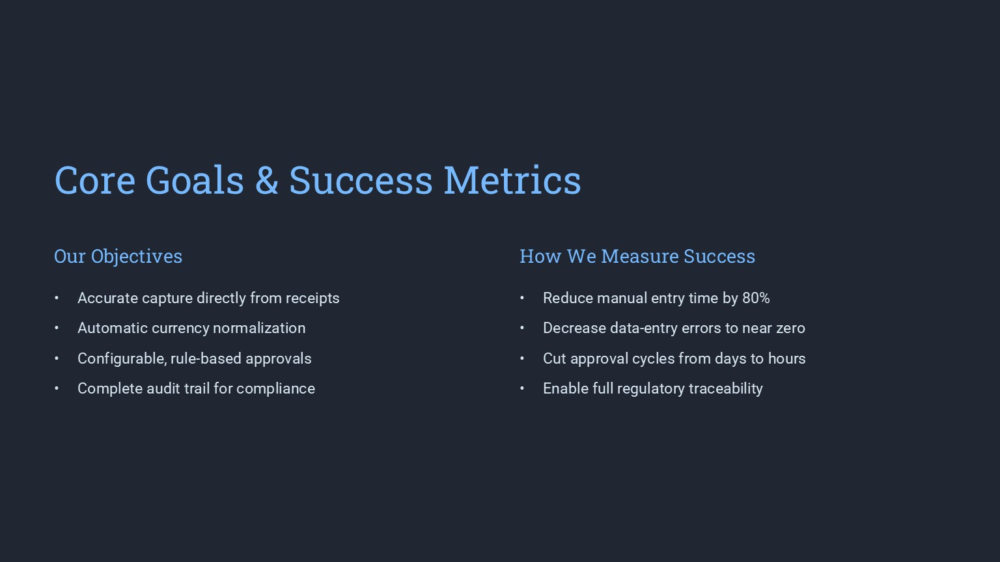 Core Goals & Success Metrics
Our Objectives
• Accurate capture directly from receipts
• Automatic currency normalization
• Configurable, rule-based approvals
• Complete audit trail for compliance
How We Measure Success
• Reduce manual entry time by 80%
• Decrease data-entry errors to near zero
• Cut approval cycles from days to hours
• Enable full regulatory traceability